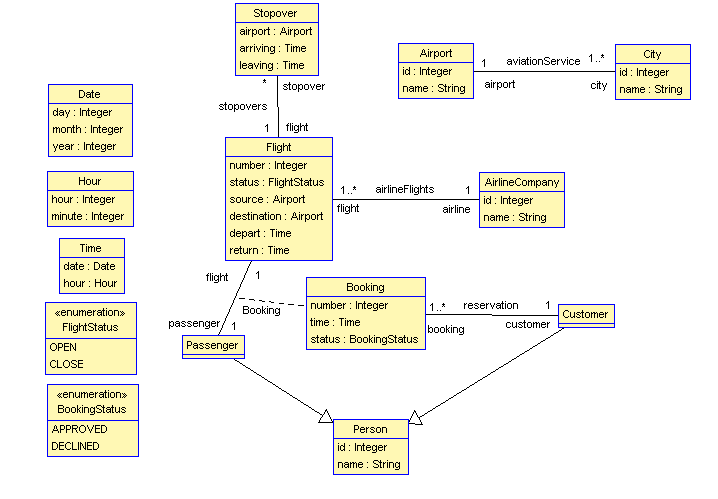 Stopover
airport : Airport
arriving : Time
leaving : Time
* stopover
stopovers
1 flight
Airport
id : Integer
name : String
1 aviationService 1..*
airport city
City
id : Integer
name : String
Date
day : Integer
month : Integer
year : Integer
Flight
number : Integer
status : FlightStatus
source : Airport
destination : Airport
depart : Time
return : Time
1..* airlineFlights 1
flight airline
AirlineCompany
id : Integer
name : String
Hour
hour : Integer
minute : Integer
Time
date : Date
hour : Hour
flight 1
Booking
passenger 1
Passenger
Booking
number : Integer
time : Time
status : BookingStatus
1..* reservation 1
booking customer
Customer
«enumeration»
FlightStatus
OPEN
CLOSE
«enumeration»
BookingStatus
APPROVED
DECLINED
Person
id : Integer
name : String